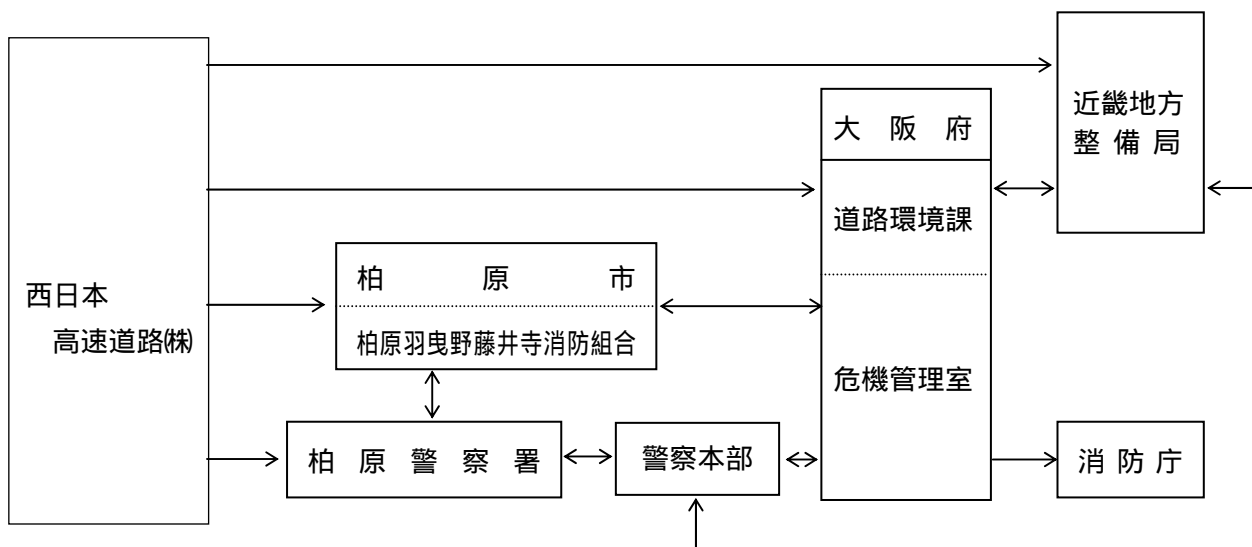 西日本
高速道路㈱
柏原市
柏原羽曳野藤井寺消防組合
柏原警察署
警察本部
大阪府
道路環境課
危機管理室
近畿地方
整備局
消防庁